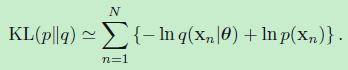 KL(p‖q) ≃ ∑_{n=1}^{N} {− ln q(x_n|θ) + ln p(x_n)} .